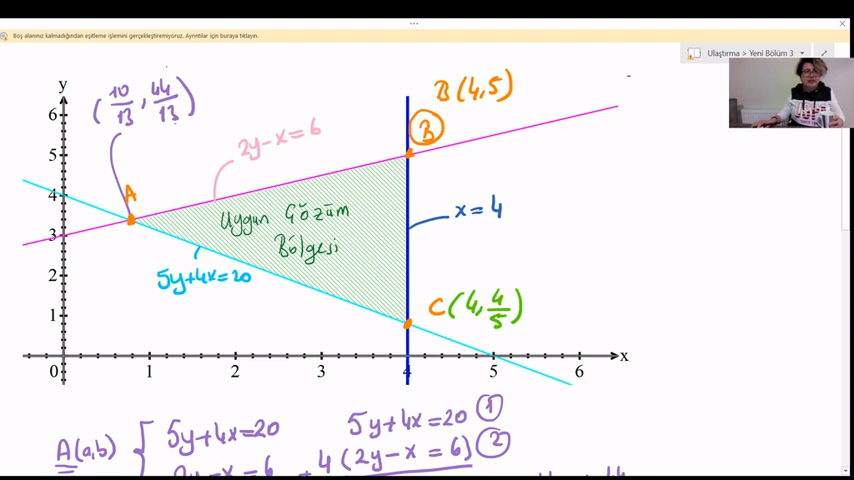 Boş alanınız kalmadığından eşitleme işlemini gerçekleştiremiyoruz. Ayrıntılar için buraya tıklayın.
Ulaştırma > Yeni Bölüm 3
y
(10/13, 44/13)
B(4,5)
6
2y-x=6
B
5
A
4
Uygun Çözüm
Bölgesi
x=4
3
5y+4x=20
2
C(4, 4/5)
1
x
0 1 2 3 4 5 6
5y+4x=20 5y+4x=20 1
A(a,b)
2y-x=6 + 4(2y-x=6) 2